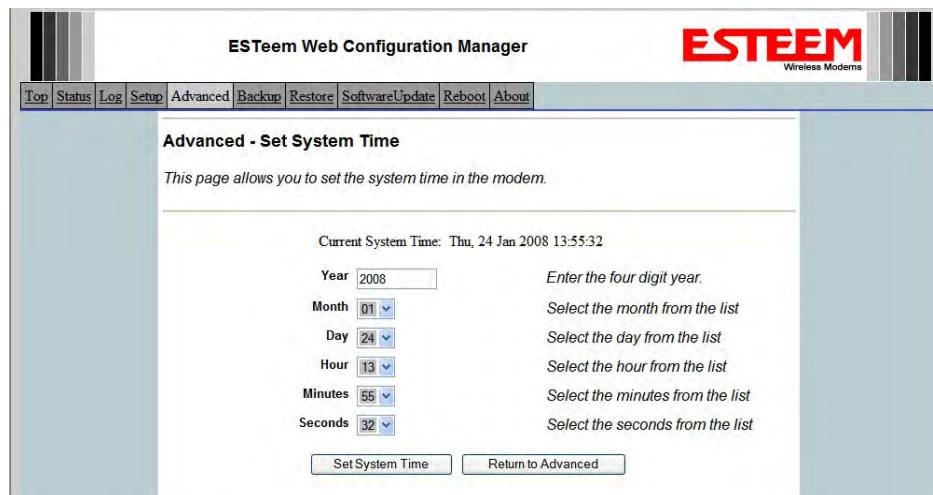 ESTeem Web Configuration Manager
ESTEEM
Wireless Modems
Top Status Log Setup Advanced Backup Restore SoftwareUpdate Reboot About
Advanced - Set System Time
This page allows you to set the system time in the modem.
Current System Time: Thu, 24 Jan 2008 13:55:32
Year 2008 Enter the four digit year.
Month 01 Select the month from the list
Day 24 Select the day from the list
Hour 13 Select the hour from the list
Minutes 55 Select the minutes from the list
Seconds 32 Select the seconds from the list
Set System Time Return to Advanced